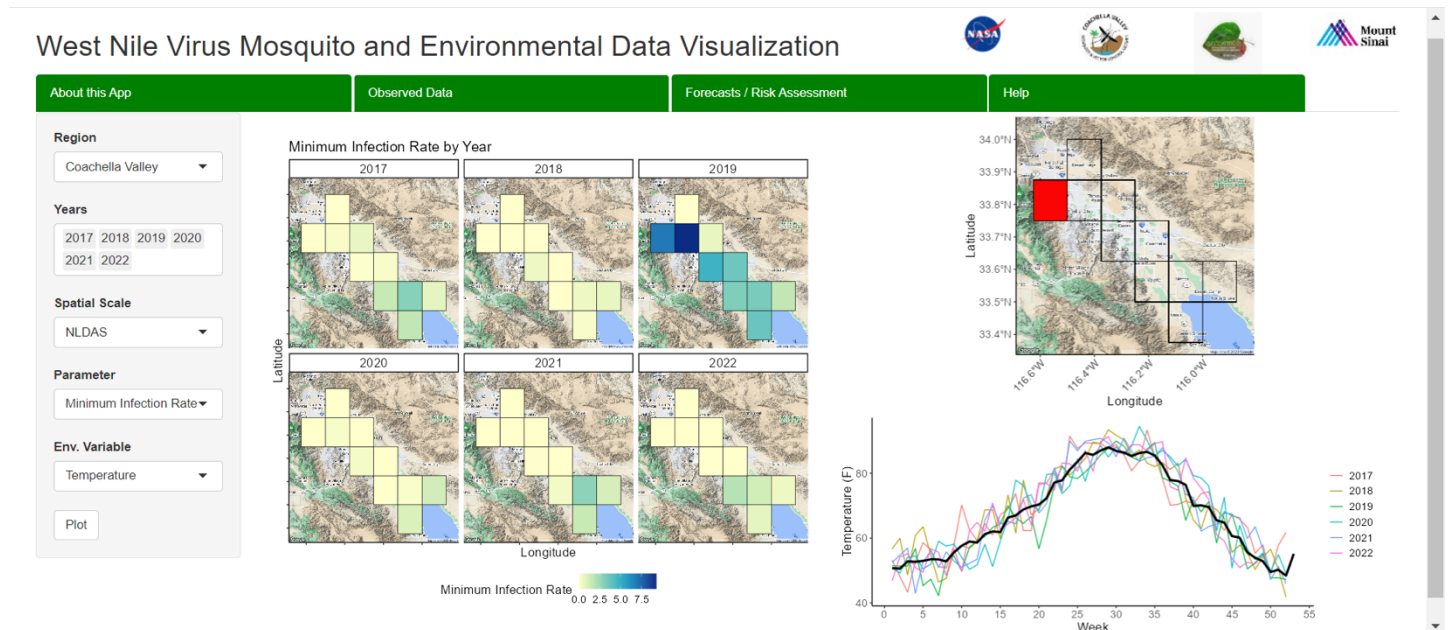 West Nile Virus Mosquito and Environmental Data Visualization
NASA
COACHELLA VALLEY
Mount
Sinai
About this App
Observed Data
Forecasts / Risk Assessment
Help
Region
Coachella Valley
Years
2017 2018 2019 2020
2021 2022
Spatial Scale
NLDAS
Parameter
Minimum Infection Rate
Env. Variable
Temperature
Plot
Minimum Infection Rate by Year
2017
2018
2019
2020
2021
2022
Latitude
Longitude
Minimum Infection Rate
0.0 2.5 5.0 7.5
34.0°N
33.9°N
33.8°N
33.7°N
33.6°N
33.5°N
33.4°N
Latitude
116.6°W
116.4°W
116.2°W
116.0°W
Longitude
Temperature (F)
80
60
40
0 5 10 15 20 25 30 35 40 45 50 55
Week
2017
2018
2019
2020
2021
2022